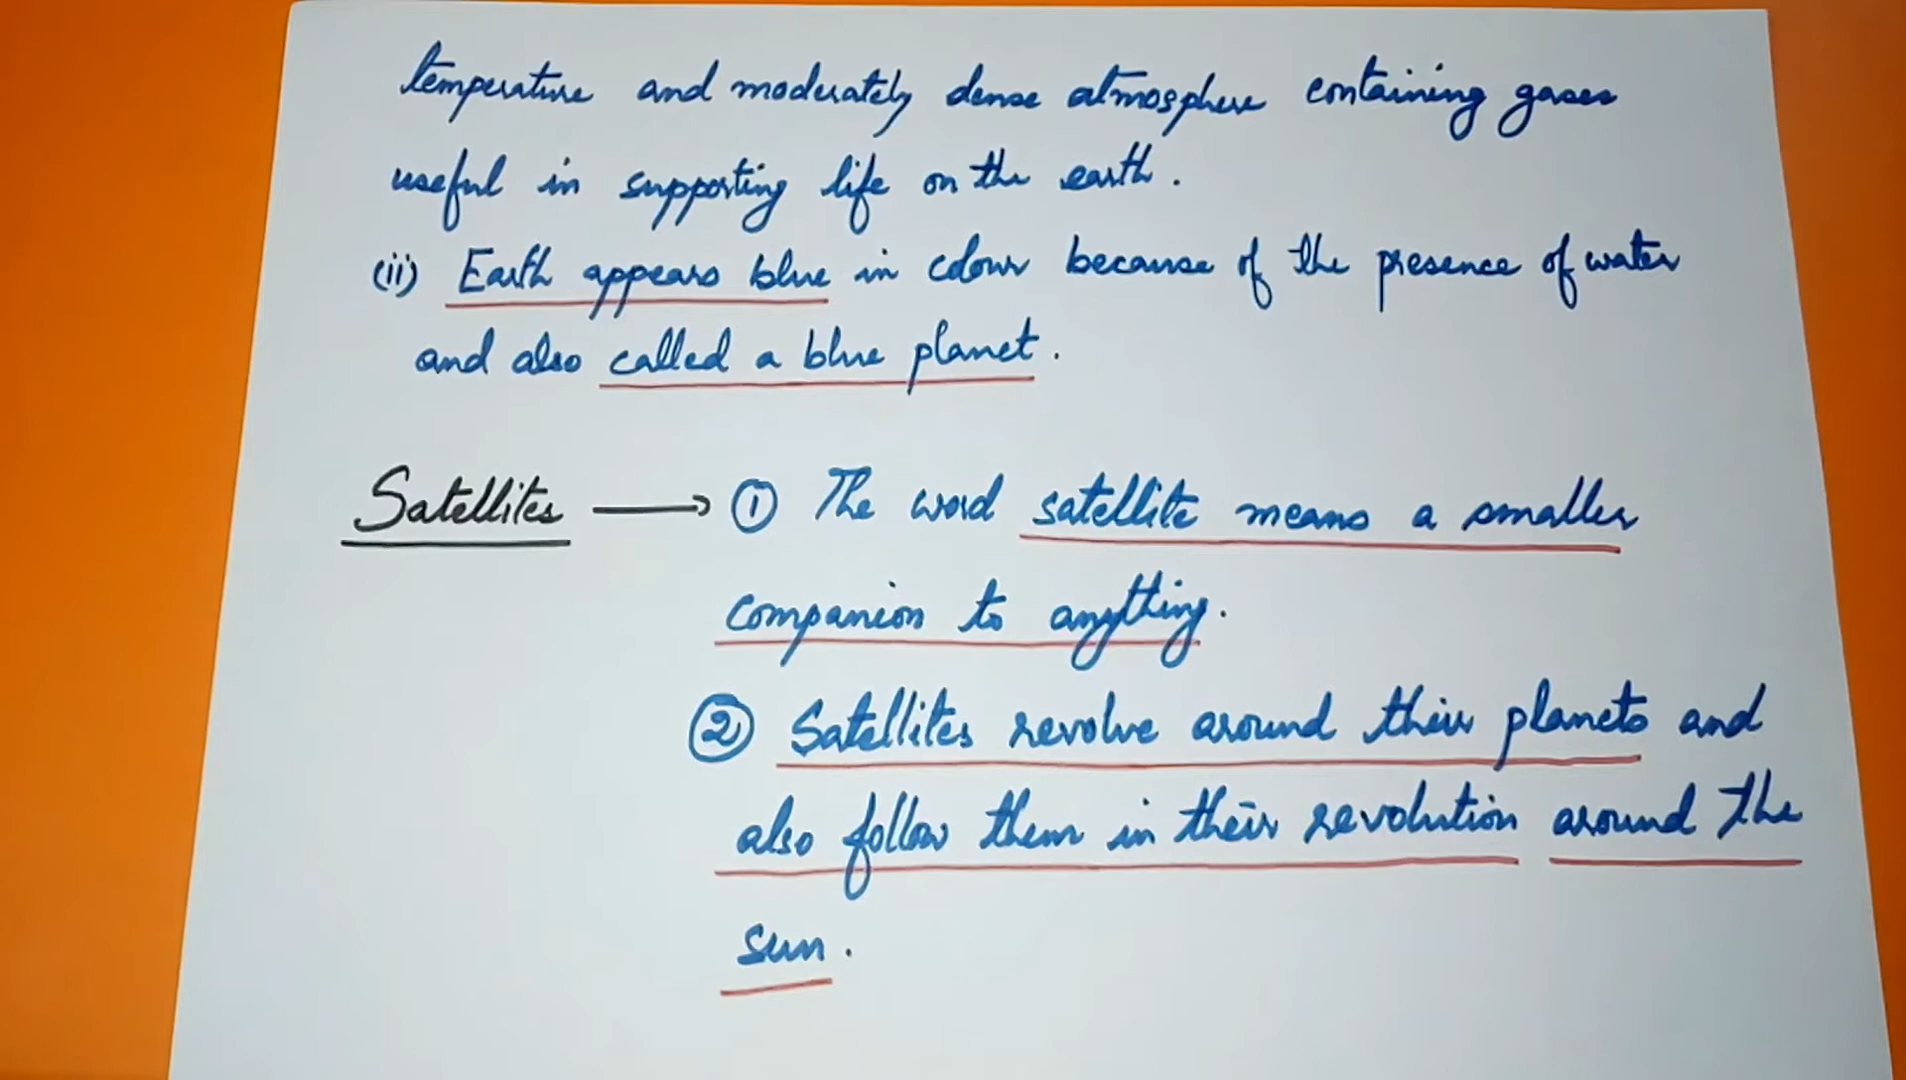 temperature and moderately dense atmosphere containing gases
useful in supporting life on the earth.
(ii) Earth appears blue in colour because of the presence of water
and also called a blue planet.
Satellites → ① The word satellite means a smaller
companion to anything.
② Satellites revolve around their planets and
also follow them in their revolution around the
sun.